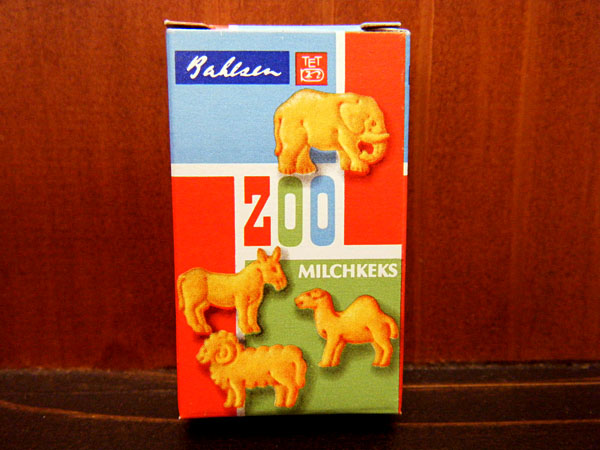 Bahlsen
TET
ZOO
MILCHKEKS